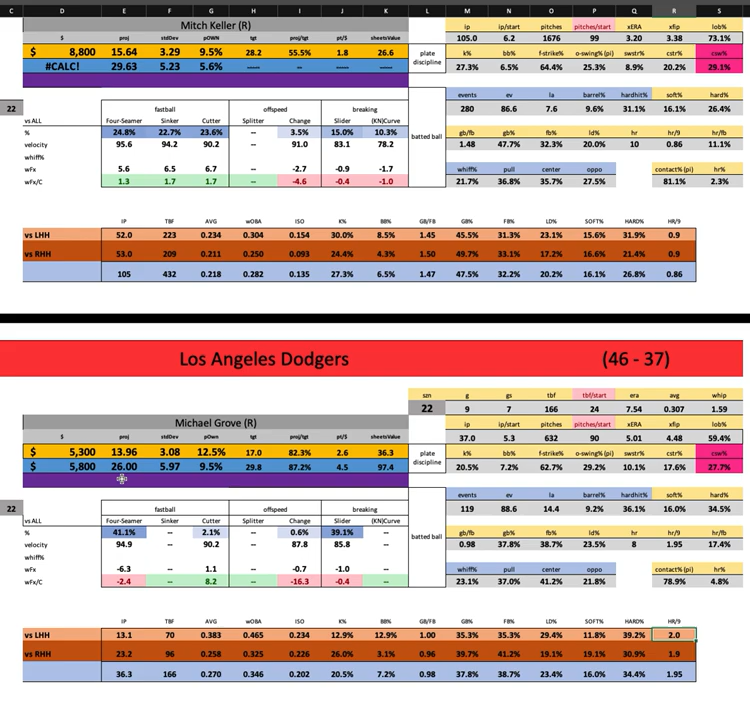 C D E F G H I J K L M N O P Q R S
Mitch Keller (R) ip ip/start pitches pitches/start xERA xfip lob%
$ proj stdDev pOWN tgt proj/tgt pt/$ sheetsValue 105.0 6.2 1676 99 3.20 3.38 73.1%
$ 8,800 15.64 3.29 9.5% 28.2 55.5% 1.8 26.6 plate discipline k% bb% f-strike% o-swing% (pi) swstr% cstr% csw%
#CALC! 29.63 5.23 5.6% ----- ----- -- ----- 27.3% 6.5% 64.4% 25.3% 8.9% 20.2% 29.1%
events ev la barrel% hardhit% soft% hard%
22 fastball offspeed breaking 280 86.6 7.6 9.6% 31.1% 16.1% 26.4%
vs ALL Four-Seamer Sinker Cutter Splitter Change Slider (KN)Curve
% 24.8% 22.7% 23.6% -- 3.5% 15.0% 10.3% batted ball gb/fb gb% fb% ld% hr hr/9 hr/fb
velocity 95.6 94.2 90.2 -- 91.0 83.1 78.2 1.48 47.7% 32.3% 20.0% 10 0.86 11.1%
whiff%
wFx 5.6 6.5 6.7 -- -2.7 -0.9 -1.7 whiff% pull center oppo contact% (pi) hr%
wFx/C 1.3 1.7 1.7 -- -4.6 -0.4 -1.0 21.7% 36.8% 35.7% 27.5% 81.1% 2.3%
IP TBF AVG wOBA ISO K% BB% GB/FB GB% FB% LD% SOFT% HARD% HR/9
vs LHH 52.0 223 0.234 0.304 0.154 30.0% 8.5% 1.45 45.5% 31.3% 23.1% 15.6% 31.9% 0.9
vs RHH 53.0 209 0.211 0.250 0.093 24.4% 4.3% 1.50 49.7% 33.1% 17.2% 16.6% 21.4% 0.9
105 432 0.218 0.282 0.135 27.3% 6.5% 1.47 47.5% 32.2% 20.2% 16.1% 26.8% 0.86
Los Angeles Dodgers (46 - 37)
szn g gs tbf tbf/start era avg whip
22 9 7 166 24 7.54 0.307 1.59
Michael Grove (R) ip ip/start pitches pitches/start xERA xfip lob%
$ proj stdDev pOwn tgt proj/tgt pt/$ sheetsValue 37.0 5.3 632 90 5.01 4.48 59.4%
$ 5,300 13.96 3.08 12.5% 17.0 82.3% 2.6 36.3 plate discipline k% bb% f-strike% o-swing% (pi) swstr% cstr% csw%
$ 5,800 26.00 5.97 9.5% 29.8 87.2% 4.5 97.4 20.5% 7.2% 62.7% 29.2% 10.1% 17.6% 27.7%
events ev la barrel% hardhit% soft% hard%
22 fastball offspeed breaking 119 88.6 14.4 9.2% 36.1% 16.0% 34.5%
vs ALL Four-Seamer Sinker Cutter Splitter Change Slider (KN)Curve
% 41.1% -- 2.1% -- 0.6% 39.1% -- batted ball gb/fb gb% fb% ld% hr hr/9 hr/fb
velocity 94.9 -- 90.2 -- 87.8 85.8 -- 0.98 37.8% 38.7% 23.5% 8 1.95 17.4%
whiff%
wFx -6.3 -- 1.1 -- -0.7 -1.0 -- whiff% pull center oppo contact% (pi) hr%
wFx/C -2.4 -- 8.2 -- -16.3 -0.4 -- 23.1% 37.0% 41.2% 21.8% 78.9% 4.8%
IP TBF AVG wOBA ISO K% BB% GB/FB GB% FB% LD% SOFT% HARD% HR/9
vs LHH 13.1 70 0.383 0.465 0.234 12.9% 12.9% 1.00 35.3% 35.3% 29.4% 11.8% 39.2% 2.0
vs RHH 23.2 96 0.258 0.325 0.226 26.0% 3.1% 0.96 39.7% 41.2% 19.1% 19.1% 30.9% 1.9
36.3 166 0.270 0.346 0.202 20.5% 7.2% 0.98 37.8% 38.7% 23.4% 16.0% 34.4% 1.95